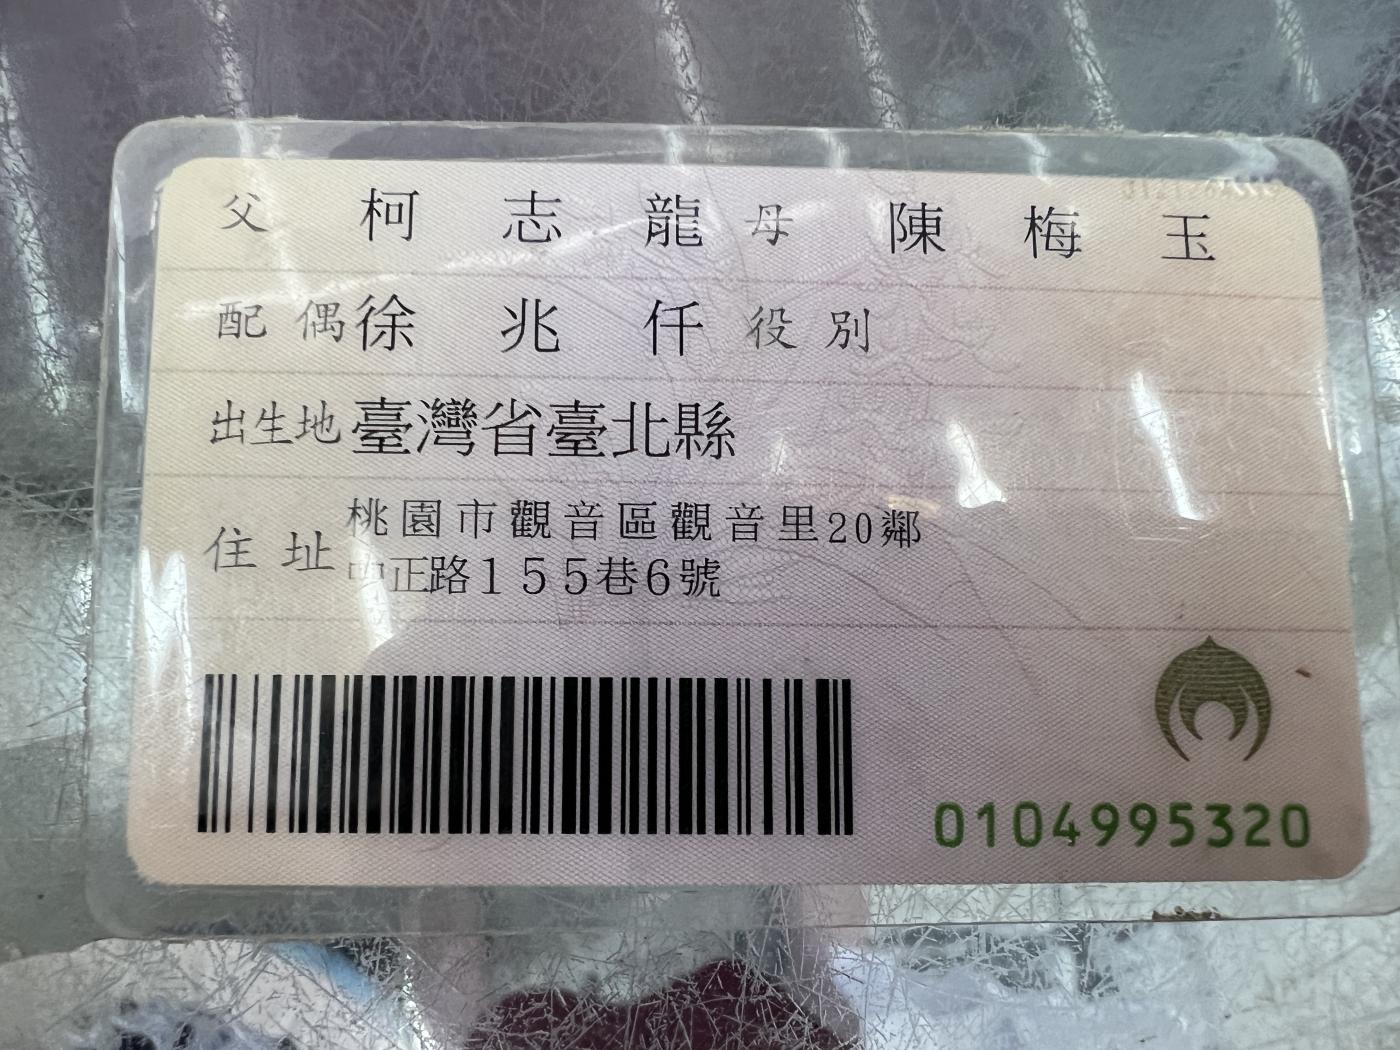 父 柯志龍 母 陳梅玉
配偶 徐兆仟 役別
出生地 臺灣省臺北縣
住址 桃園市觀音區觀音里20鄰
中正路155巷6號
0104995320